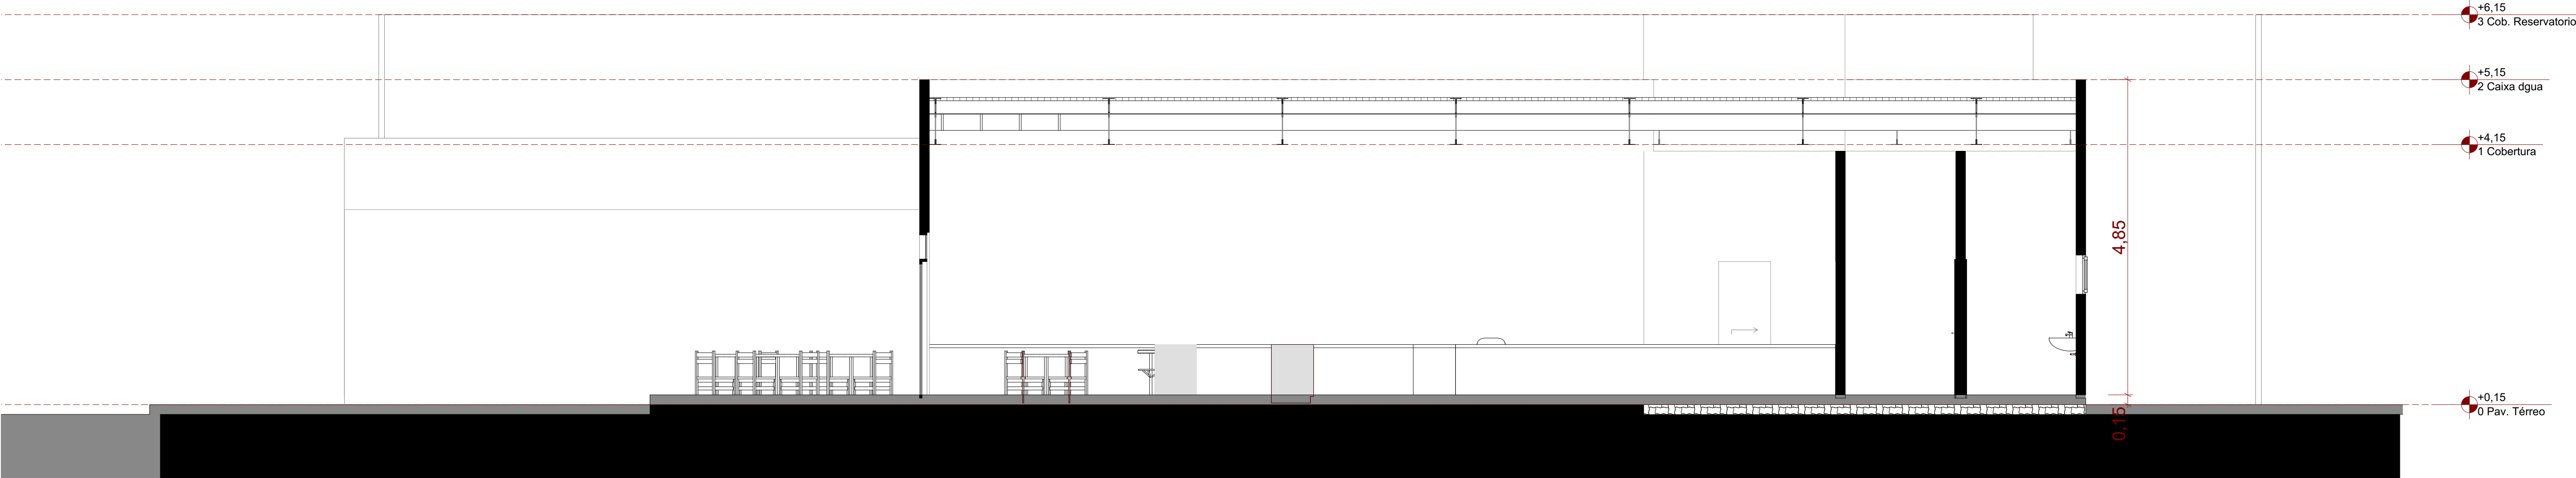 +6,15
3 Cob. Reservatorio
+5,15
2 Caixa dgua
+4,15
1 Cobertura
4,85
+0,15
0 Pav. Térreo
0,15